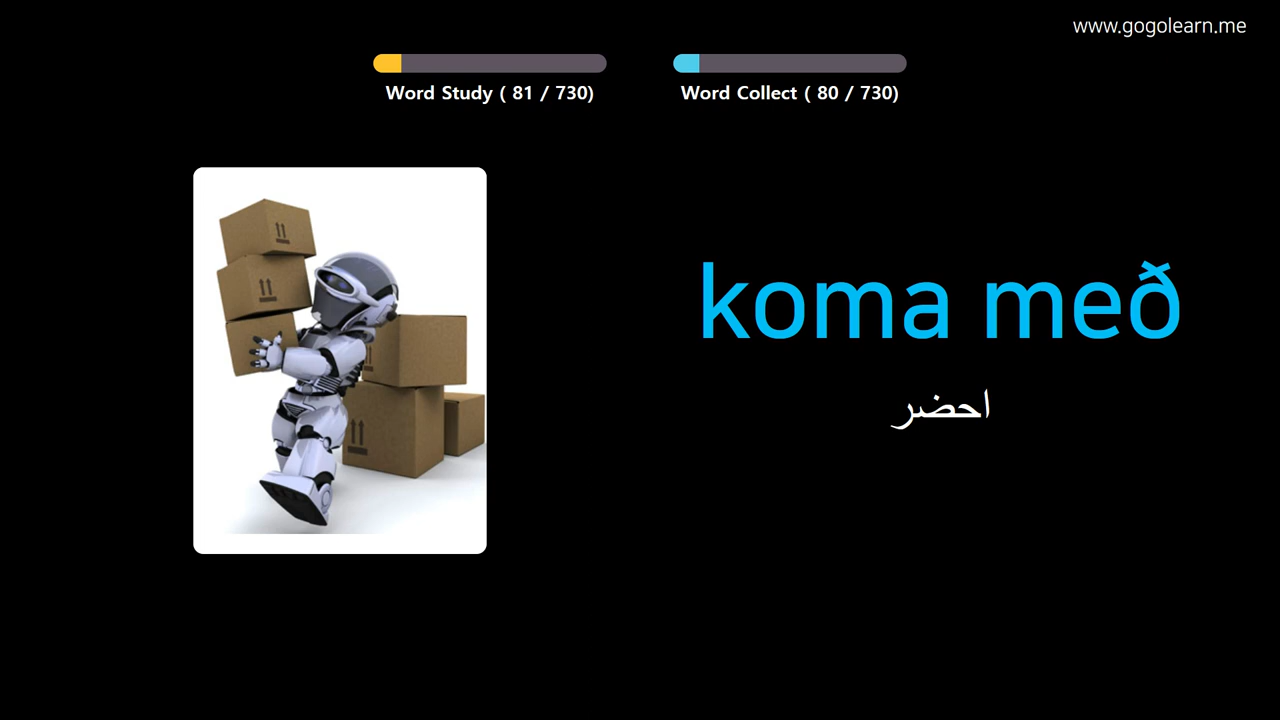 www.gogolearn.me
Word Study ( 81 / 730)
Word Collect ( 80 / 730)
koma með
احضر